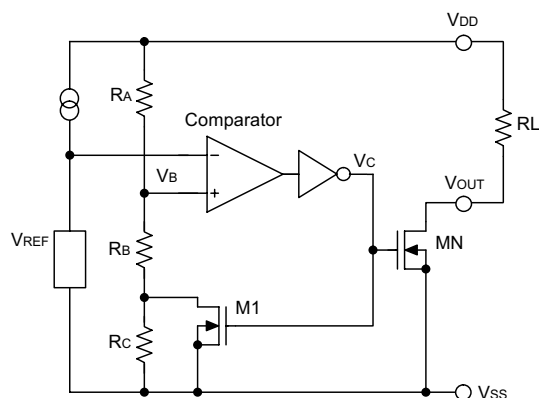 VDD
RA
RL
Comparator
VC
−
VB
VOUT
+
MN
VREF
RB
M1
RC
VSS